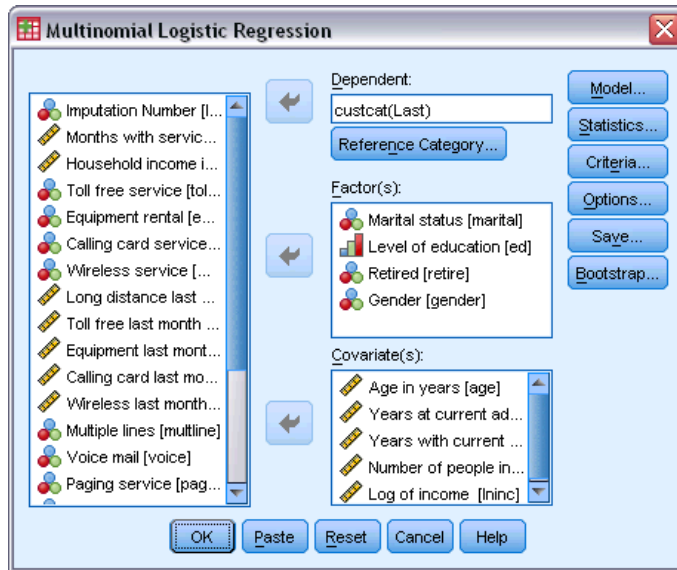 Multinomial Logistic Regression
Imputation Number [I...
Months with servic...
Household income i...
Toll free service [tol...
Equipment rental [e...
Calling card service...
Wireless service [...
Long distance last ...
Toll free last month ...
Equipment last mont...
Calling card last mo...
Wireless last month...
Multiple lines [multline]
Voice mail [voice]
Paging service [pag...
Dependent:
custcat(Last)
Reference Category...
Factor(s):
Marital status [marital]
Level of education [ed]
Retired [retire]
Gender [gender]
Covariate(s):
Age in years [age]
Years at current ad...
Years with current ...
Number of people in...
Log of income [lninc]
Model...
Statistics...
Criteria...
Options...
Save...
Bootstrap...
OK
Paste
Reset
Cancel
Help